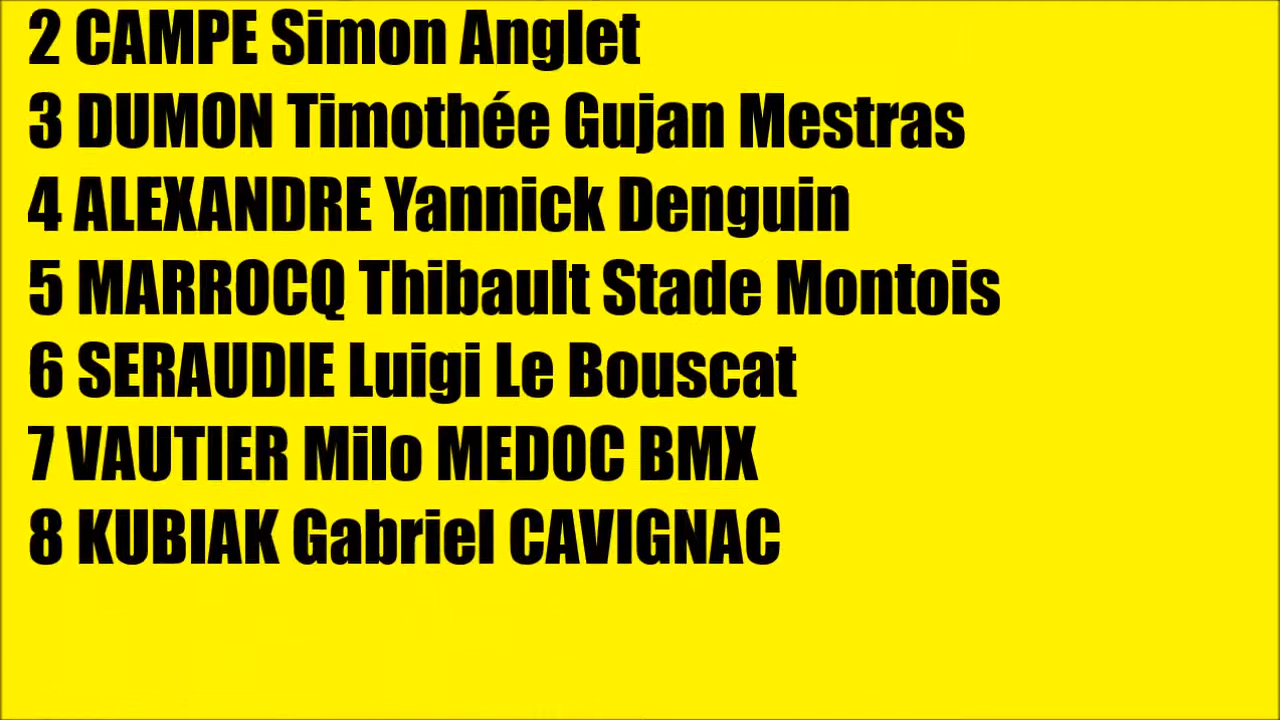 2 CAMPE Simon Anglet
3 DUMON Timothée Gujan Mestras
4 ALEXANDRE Yannick Denguin
5 MARROCQ Thibault Stade Montois
6 SERAUDIE Luigi Le Bouscat
7 VAUTIER Milo MEDOC BMX
8 KUBIAK Gabriel CAVIGNAC